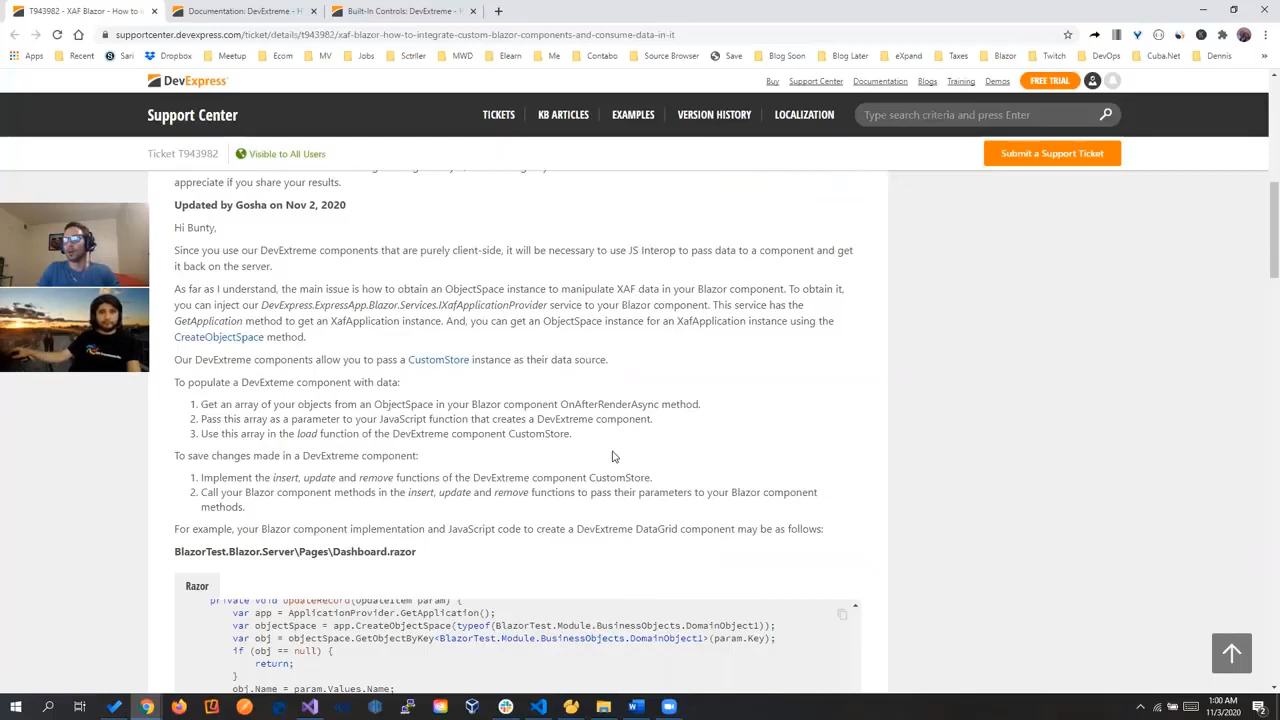 T943982 - XAF Blazor - How to in
Documentation: DevExtreme - H
Built-In Controls: DevExtreme -
supportcenter.devexpress.com/ticket/details/t943982/xaf-blazor-how-to-integrate-custom-blazor-components-and-consume-data-in-it
Apps Recent Sari Dropbox Meetup Ecom MV Jobs Sctrller MWD Elearn Me Contabo Source Browser Save Blog Soon Blog Later eXpand Taxes Blazor Twitch DevOps Cuba.Net Dennis »
DevExpress
Buy Support Center Documentation Blogs Training Demos FREE TRIAL
Support Center TICKETS KB ARTICLES EXAMPLES VERSION HISTORY LOCALIZATION Type search criteria and press Enter
Ticket T943982 Visible to All Users Submit a Support Ticket
appreciate if you share your results.
Updated by Gosha on Nov 2, 2020
Hi Bunty,
Since you use our DevExtreme components that are purely client-side, it will be necessary to use JS Interop to pass data to a component and get
it back on the server.
As far as I understand, the main issue is how to obtain an ObjectSpace instance to manipulate XAF data in your Blazor component. To obtain it,
you can inject our DevExpress.ExpressApp.Blazor.Services.IXafApplicationProvider service to your Blazor component. This service has the
GetApplication method to get an XafApplication instance. And, you can get an ObjectSpace instance for an XafApplication instance using the
CreateObjectSpace method.
Our DevExtreme components allow you to pass a CustomStore instance as their data source.
To populate a DevExteme component with data:
1. Get an array of your objects from an ObjectSpace in your Blazor component OnAfterRenderAsync method.
2. Pass this array as a parameter to your JavaScript function that creates a DevExtreme component.
3. Use this array in the load function of the DevExtreme component CustomStore.
To save changes made in a DevExtreme component:
1. Implement the insert, update and remove functions of the DevExtreme component CustomStore.
2. Call your Blazor component methods in the insert, update and remove functions to pass their parameters to your Blazor component
methods.
For example, your Blazor component implementation and JavaScript code to create a DevExtreme DataGrid component may be as follows:
BlazorTest.Blazor.Server\Pages\Dashboard.razor
Razor
private void UpdateRecord(UpdateItem param) {
var app = ApplicationProvider.GetApplication();
var objectSpace = app.CreateObjectSpace(typeof(BlazorTest.Module.BusinessObjects.DomainObject1));
var obj = objectSpace.GetObjectByKey<BlazorTest.Module.BusinessObjects.DomainObject1>(param.Key);
if (obj == null) {
return;
}
obj.Name = param.Values.Name;
1:00 AM
11/3/2020